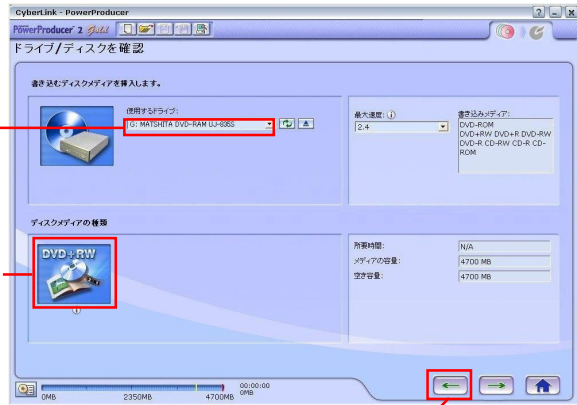 CyberLink - PowerProducer
PowerProducer 2 Gold
ドライブ/ディスクを確認
書き込むディスクメディアを挿入します。
使用するドライブ:
G: MATSHITA DVD-RAM UJ-835S
最大速度: i
2.4
書き込みメディア:
DVD-ROM
DVD+RW DVD+R DVD-RW
DVD-R CD-RW CD-R CD-
ROM
ディスクメディアの種類
DVD+RW
i
所要時間:
N/A
メディアの容量:
4700 MB
空き容量:
4700 MB
0MB
2350MB
4700MB
00:00:00
0MB